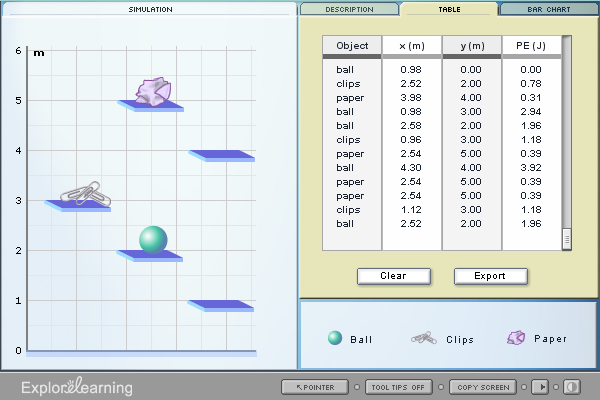 SIMULATION
DESCRIPTION
TABLE
BAR CHART
m
6
5
4
3
2
1
0
Object x (m) y (m) PE (J)
ball 0.98 0.00 0.00
clips 2.52 2.00 0.78
paper 3.98 4.00 0.31
ball 0.98 3.00 2.94
ball 2.58 2.00 1.96
clips 0.96 3.00 1.18
paper 2.54 5.00 0.39
ball 4.30 4.00 3.92
paper 2.54 5.00 0.39
paper 2.54 5.00 0.39
clips 1.12 3.00 1.18
ball 2.52 2.00 1.96
Clear
Export
Ball
Clips
Paper
ExploreLearning
POINTER
TOOL TIPS OFF
COPY SCREEN